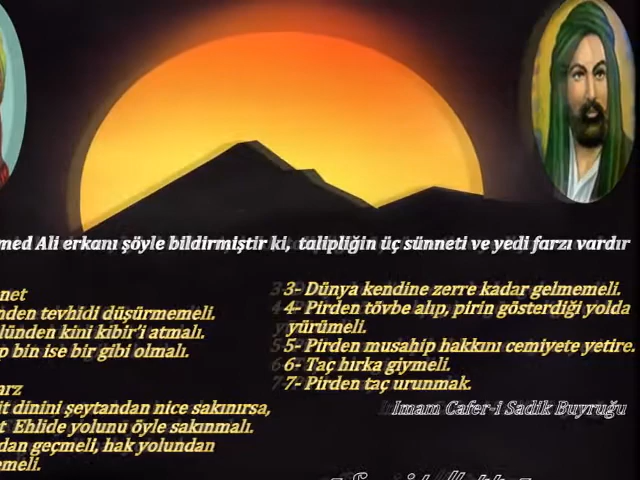 med Ali erkanı şöyle bildirmiştir ki, talipliğin üç sünneti ve yedi farzı vardır
net
nden tevhidi düşürmemeli.
lünden kini kibir'i atmalı.
p bin ise bir gibi olmalı.
arz
it dinini şeytandan nice sakınırsa,
t Ehlide yolunu öyle sakınmalı.
dan geçmeli, hak yolundan
emeli.
3- Dünya kendine zerre kadar gelmemeli.
4- Pirden tövbe alıp, pirin gösterdiği yolda
yürümeli.
5- Pirden musahip hakkını cemiyete yetire.
6- Taç hırka giymeli.
7- Pirden taç urunmak.
Imam Cafer-i Sadik Buyruğu